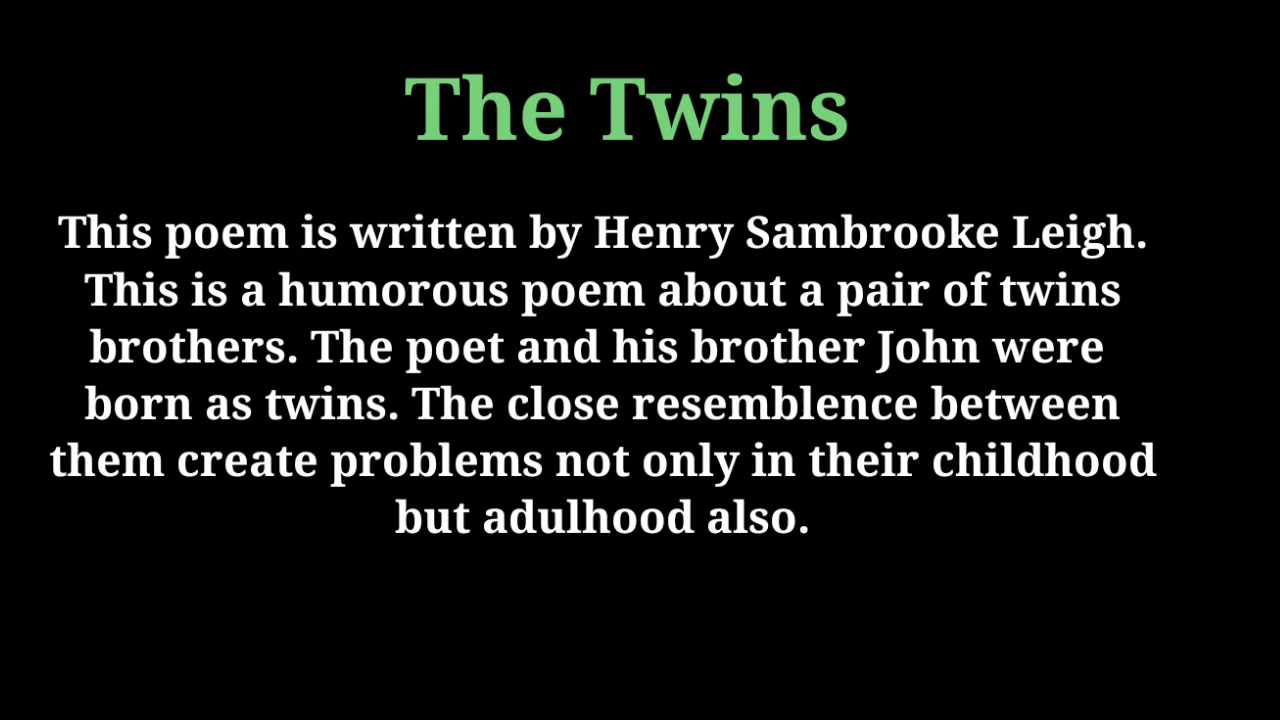 The Twins
This poem is written by Henry Sambrooke Leigh.
This is a humorous poem about a pair of twins
brothers. The poet and his brother John were
born as twins. The close resemblence between
them create problems not only in their childhood
but adulhood also.